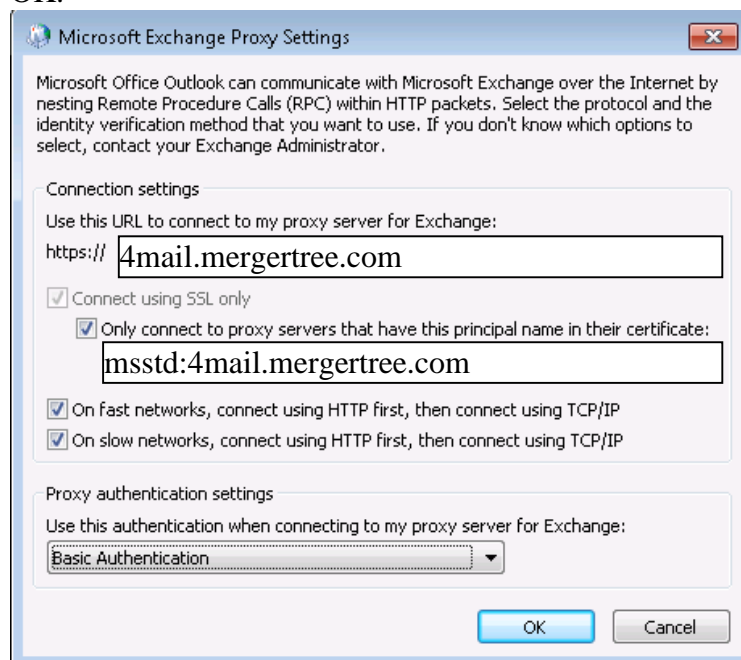 OK.
Microsoft Exchange Proxy Settings
Microsoft Office Outlook can communicate with Microsoft Exchange over the Internet by
nesting Remote Procedure Calls (RPC) within HTTP packets. Select the protocol and the
identity verification method that you want to use. If you don't know which options to
select, contact your Exchange Administrator.
Connection settings
Use this URL to connect to my proxy server for Exchange:
https:// 4mail.mergertree.com
Connect using SSL only
Only connect to proxy servers that have this principal name in their certificate:
msstd:4mail.mergertree.com
On fast networks, connect using HTTP first, then connect using TCP/IP
On slow networks, connect using HTTP first, then connect using TCP/IP
Proxy authentication settings
Use this authentication when connecting to my proxy server for Exchange:
Basic Authentication
OK Cancel